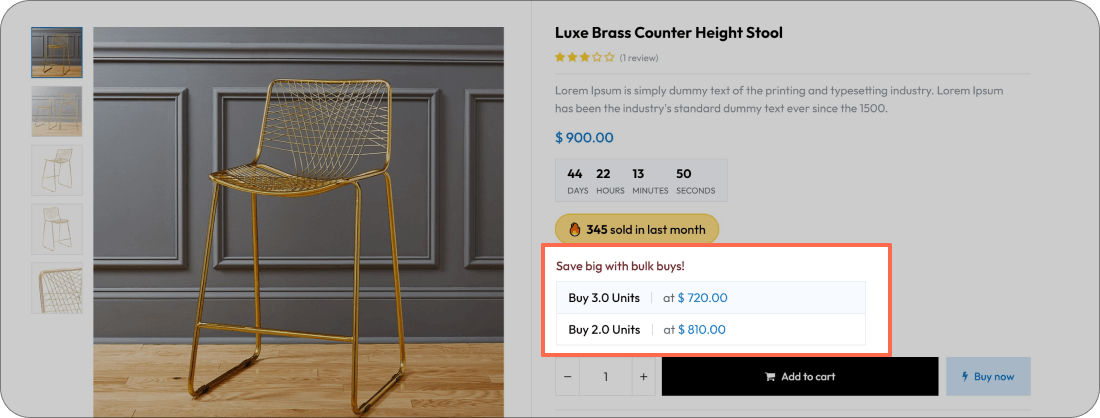 Luxe Brass Counter Height Stool
(1 review)
Lorem Ipsum is simply dummy text of the printing and typesetting industry. Lorem Ipsum
has been the industry's standard dummy text ever since the 1500.
$ 900.00
44 22 13 50
DAYS HOURS MINUTES SECONDS
345 sold in last month
Save big with bulk buys!
Buy 3.0 Units at $ 720.00
Buy 2.0 Units at $ 810.00
− 1 + Add to cart Buy now